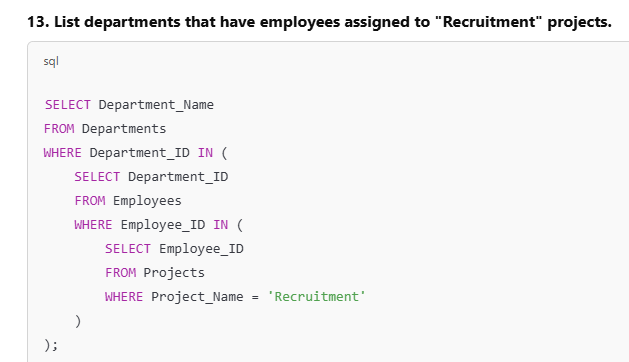 13. List departments that have employees assigned to "Recruitment" projects.
sql
SELECT Department_Name
FROM Departments
WHERE Department_ID IN (
    SELECT Department_ID
    FROM Employees
    WHERE Employee_ID IN (
        SELECT Employee_ID
        FROM Projects
        WHERE Project_Name = 'Recruitment'
    )
);